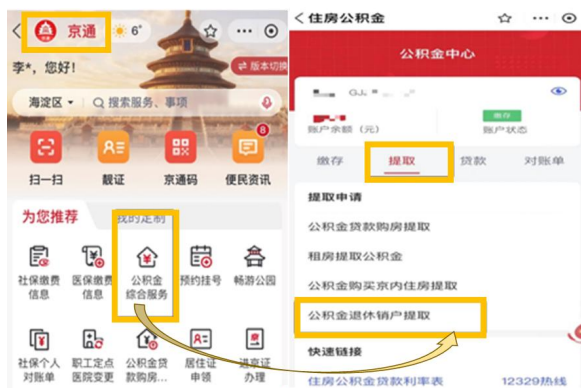 京通
6°
李*，您好！
版本切换
海淀区
搜索服务、事项
8
扫一扫
靓证
京通码
便民资讯
为您推荐
我的定制
社保缴费信息
医保缴费信息
公积金综合服务
预约挂号
畅游公园
社保个人对账单
职工定点医院变更
公积金贷款购房...
居住证申领
进京证办理
住房公积金
公积金中心
GJ
账户余额（元）
缴存
账户状态
缴存
提取
贷款
对账单
提取申请
公积金贷款购房提取
租房提取公积金
公积金购买京内住房提取
公积金退休销户提取
快速链接
住房公积金贷款利率表
12329热线